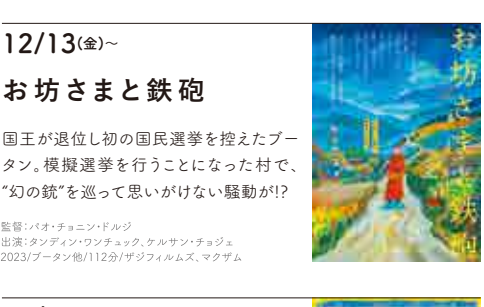 12/13(金)～
お坊さまと鉄砲
国王が退位し初の国民選挙を控えたブー
タン。模擬選挙を行うことになった村で、
“幻の銃”を巡って思いがけない騒動が!?
監督：パオ・チョニン・ドルジ
出演：タンディン・ワンチュック、ケルサン・チョジェ
2023/ブータン他/112分/ザジフィルムズ、マクザム
お坊さまと鉄砲